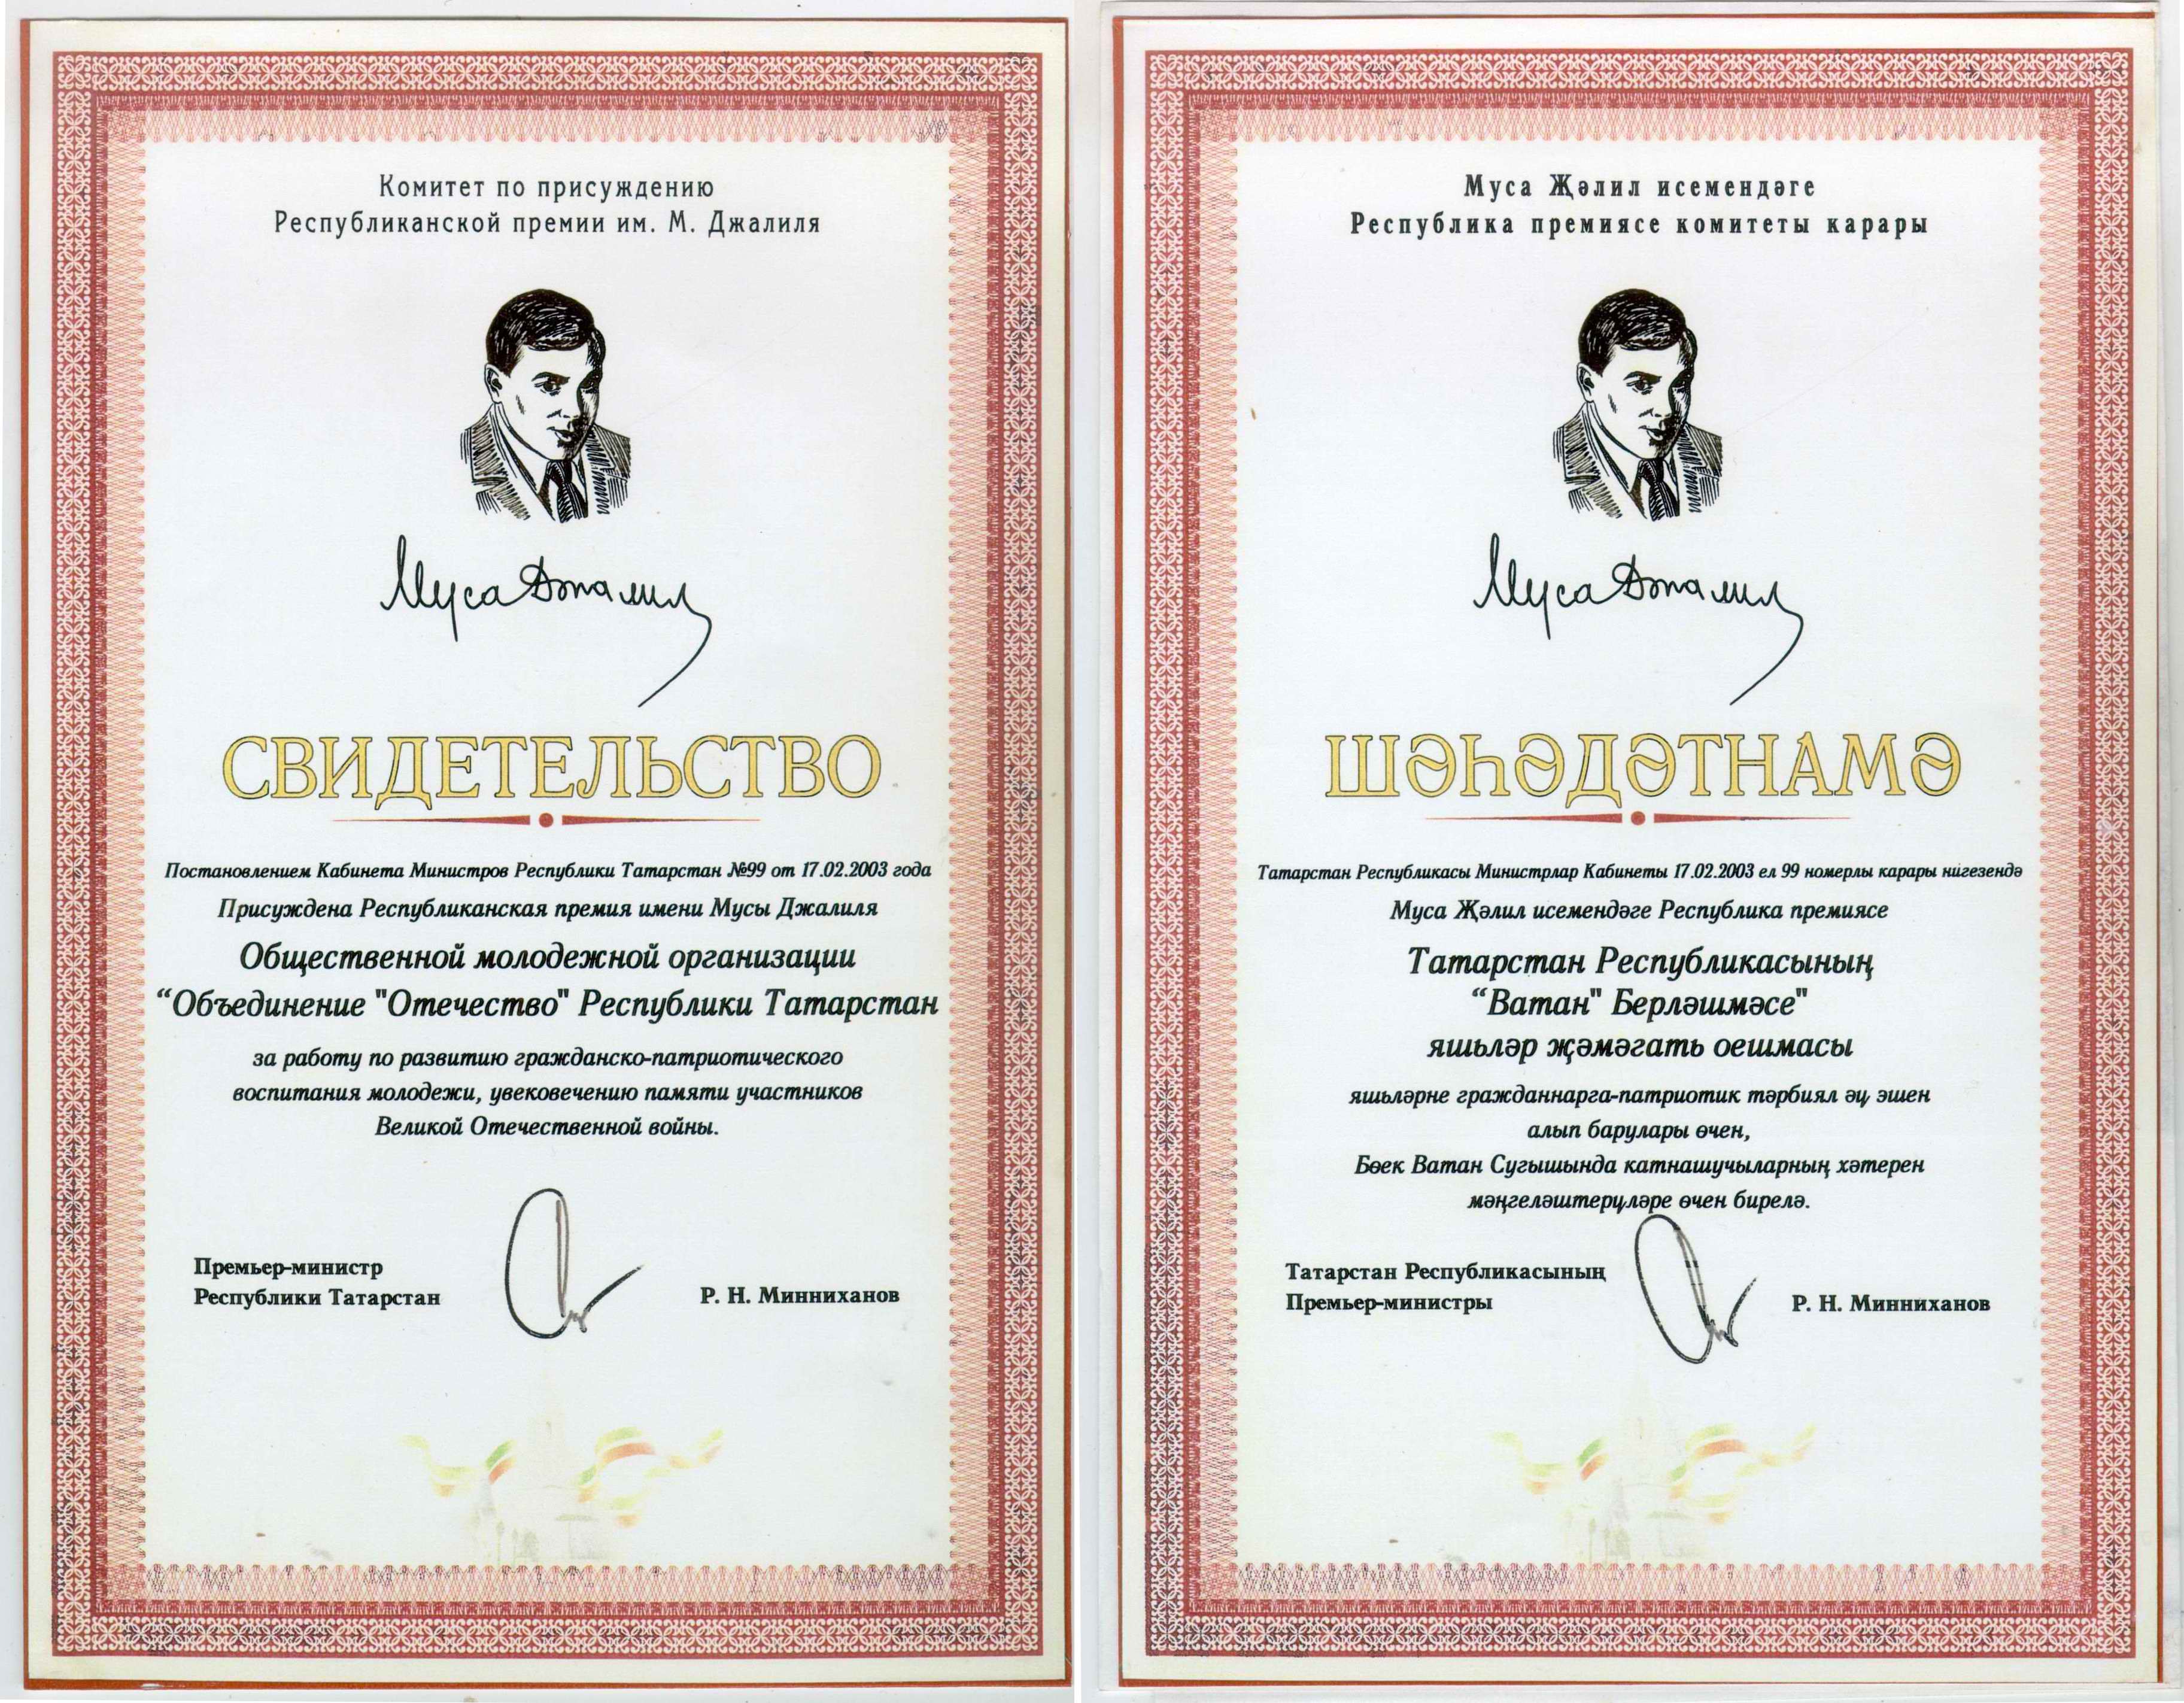 Комитет по присуждению
Республиканской премии им. М. Джалиля
Муса Джалил
СВИДЕТЕЛЬСТВО
Постановлением Кабинета Министров Республики Татарстан №99 от 17.02.2003 года
Присуждена Республиканская премия имени Мусы Джалиля
Общественной молодежной организации
“Объединение "Отечество" Республики Татарстан
за работу по развитию гражданско-патриотического
воспитания молодежи, увековечению памяти участников
Великой Отечественной войны.
Премьер-министр
Республики Татарстан
Р. Н. Минниханов
Муса Җәлил исемендәге
Республика премиясе комитеты карары
Муса Джалил
ШӘҺӘДӘТНАМӘ
Татарстан Республикасы Министрлар Кабинеты 17.02.2003 ел 99 номерлы карары нигезендә
Муса Җәлил исемендәге Республика премиясе
Татарстан Республикасының
“Ватан" Берләшмәсе"
яшьләр җәмәгать оешмасы
яшьләрне гражданнарга-патриотик тәрбиял әү эшен
алып барулары өчен,
Бөек Ватан Сугышында катнашучыларның хәтерен
мәңгеләштерүләре өчен бирелә.
Татарстан Республикасының
Премьер-министры
Р. Н. Минниханов